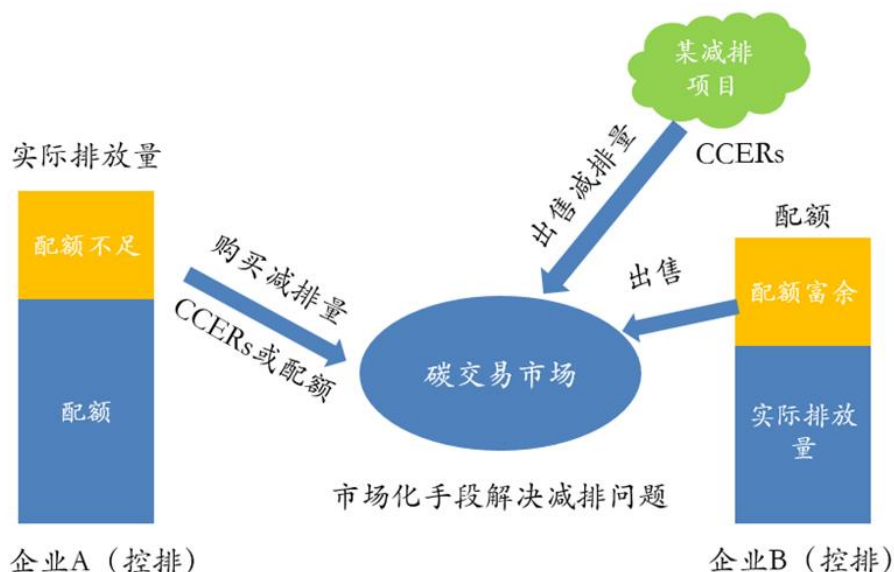 某减排
项目
CCERs
实际排放量
配额不足
配额
购买减排量
CCERs或配额
出售减排量
出售
碳交易市场
配额
配额富余
实际排放
量
市场化手段解决减排问题
企业A（控排）
企业B（控排）